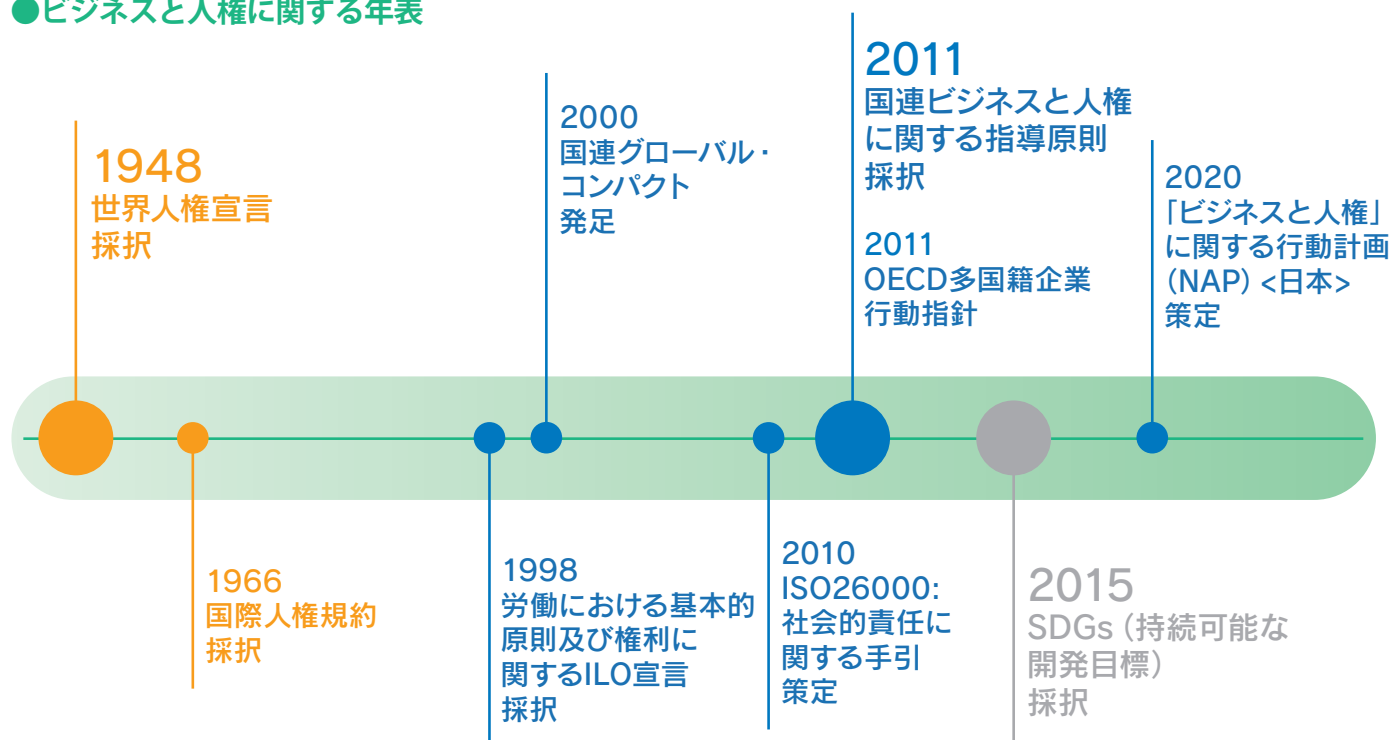 ●ビジネスと人権に関する年表
1948
世界人権宣言
採択
1966
国際人権規約
採択
1998
労働における基本的
原則及び権利に
関するILO宣言
採択
2000
国連グローバル・
コンパクト
発足
2010
ISO26000:
社会的責任に
関する手引
策定
2011
国連ビジネスと人権
に関する指導原則
採択
2011
OECD多国籍企業
行動指針
2015
SDGs（持続可能な
開発目標）
採択
2020
「ビジネスと人権」
に関する行動計画
（NAP）<日本>
策定